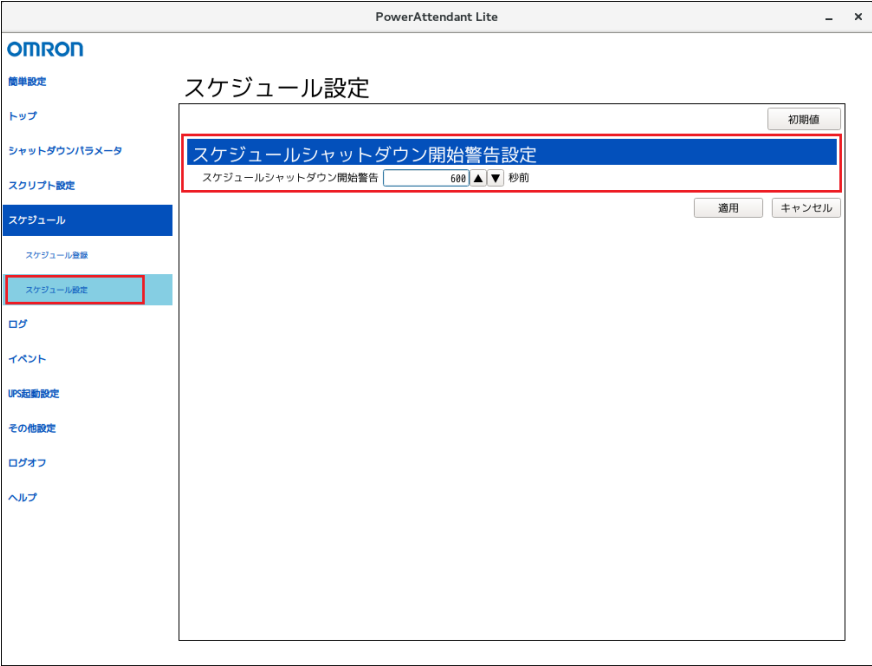 PowerAttendant Lite
OMRON
簡単設定
トップ
シャットダウンパラメータ
スクリプト設定
スケジュール
スケジュール登録
スケジュール設定
ログ
イベント
UPS起動設定
その他設定
ログオフ
ヘルプ
スケジュール設定
初期値
スケジュールシャットダウン開始警告設定
スケジュールシャットダウン開始警告 600 ▲ ▼ 秒前
適用 キャンセル